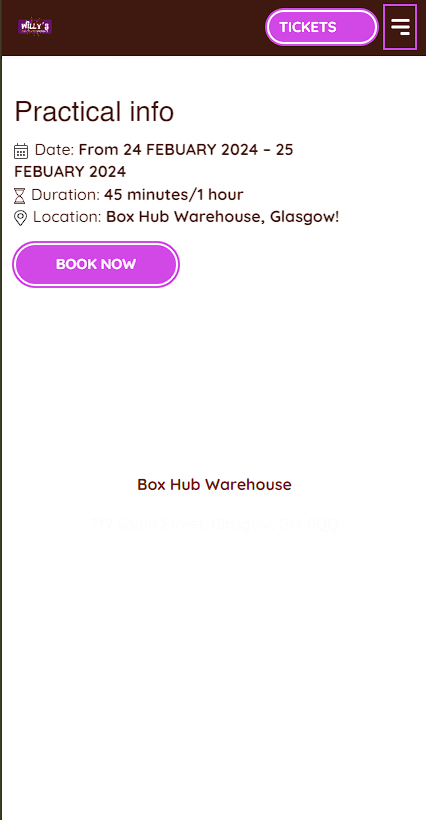 WILLY'S
TICKETS
Practical info
Date: From 24 FEBUARY 2024 – 25
FEBUARY 2024
Duration: 45 minutes/1 hour
Location: Box Hub Warehouse, Glasgow!
BOOK NOW
Box Hub Warehouse